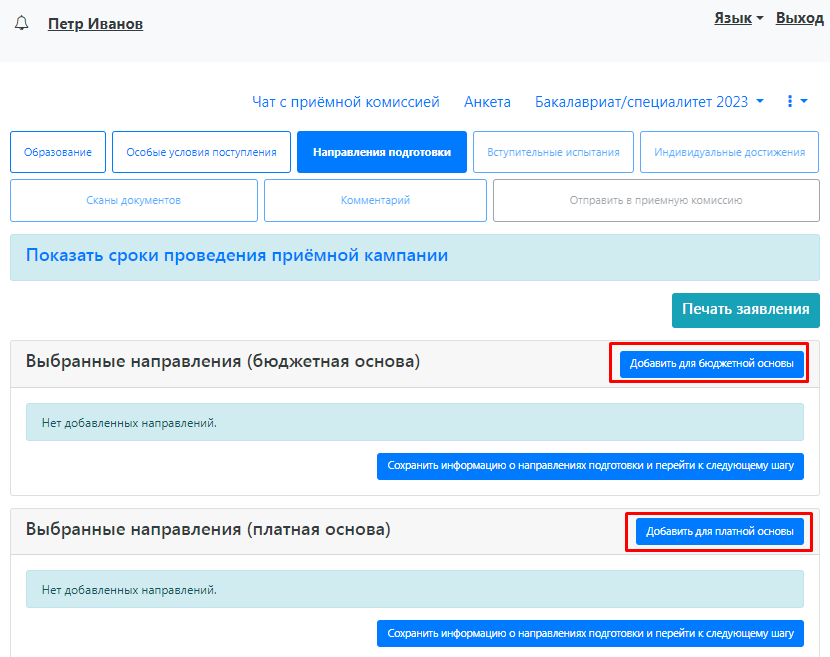 Петр Иванов
Язык
Выход
Чат с приёмной комиссией
Анкета
Бакалавриат/специалитет 2023
Образование
Особые условия поступления
Направления подготовки
Вступительные испытания
Индивидуальные достижения
Сканы документов
Комментарий
Отправить в приемную комиссию
Показать сроки проведения приёмной кампании
Печать заявления
Выбранные направления (бюджетная основа)
Добавить для бюджетной основы
Нет добавленных направлений.
Сохранить информацию о направлениях подготовки и перейти к следующему шагу
Выбранные направления (платная основа)
Добавить для платной основы
Нет добавленных направлений.
Сохранить информацию о направлениях подготовки и перейти к следующему шагу